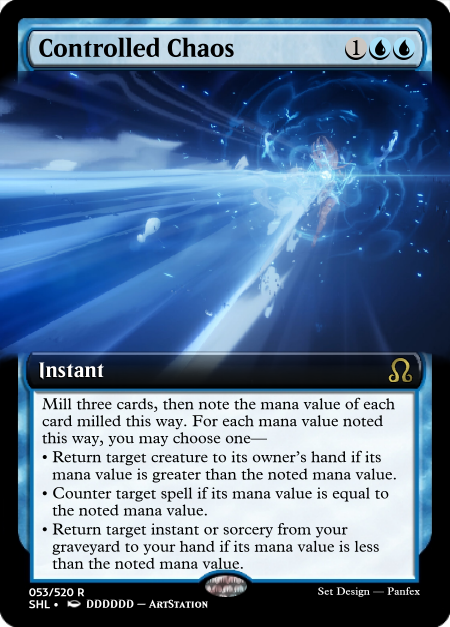 Controlled Chaos 1
Instant
Mill three cards, then note the mana value of each
card milled this way. For each mana value noted
this way, you may choose one—
• Return target creature to its owner's hand if its
mana value is greater than the noted mana value.
• Counter target spell if its mana value is equal to
the noted mana value.
• Return target instant or sorcery from your
graveyard to your hand if its mana value is less
than the noted mana value.
053/520 R
SHL • DDDDDD — ArtStation
Set Design — Panfex